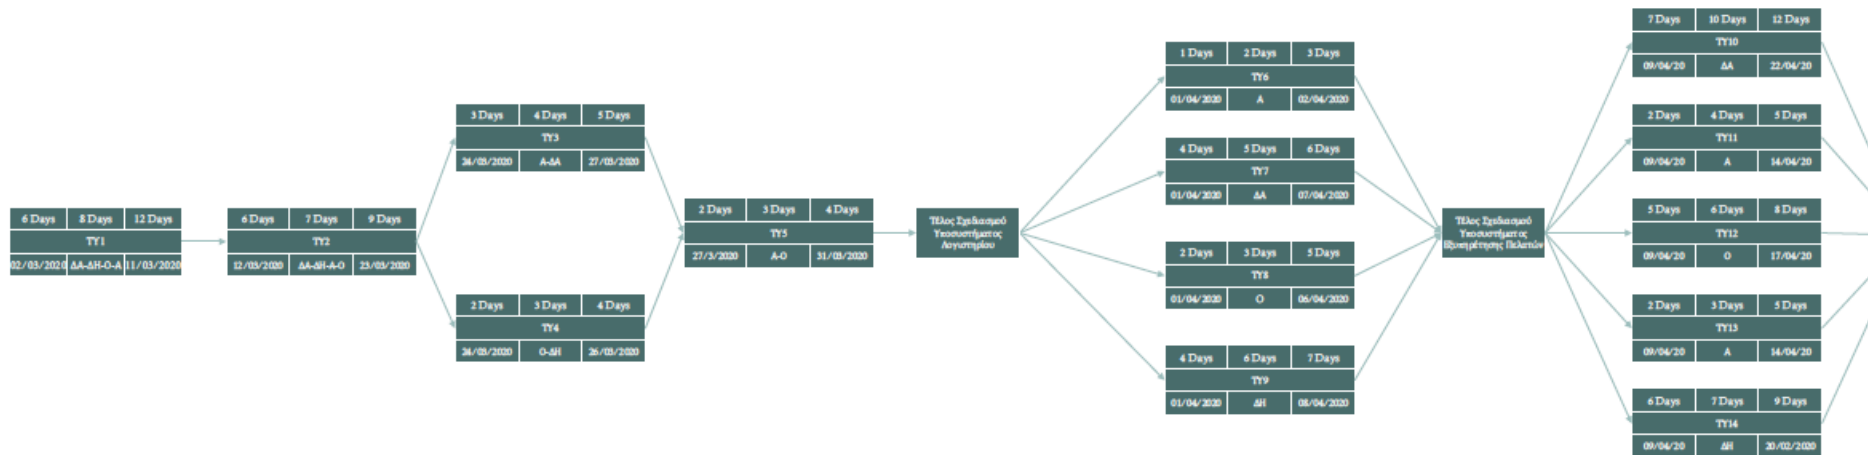 6 Days 8 Days 12 Days
ΤΥ1
02/03/2020 ΔΑ-ΔΗ-Ο-Α 11/03/2020
6 Days 7 Days 9 Days
ΤΥ2
12/03/2020 ΔΑ-ΔΗ-Α-Ο 23/03/2020
3 Days 4 Days 5 Days
ΤΥ3
24/03/2020 Α-ΔΑ 27/03/2020
2 Days 3 Days 4 Days
ΤΥ4
24/03/2020 Ο-ΔΗ 26/03/2020
2 Days 3 Days 4 Days
ΤΥ5
27/3/2020 Α-Ο 31/03/2020
Τέλος Σχεδιασμού
Υποσυστήματος
Λογιστηρίου
1 Days 2 Days 3 Days
ΤΥ6
01/04/2020 Α 02/04/2020
4 Days 5 Days 6 Days
ΤΥ7
01/04/2020 ΔΑ 07/04/2020
2 Days 3 Days 5 Days
ΤΥ8
01/04/2020 Ο 06/04/2020
4 Days 6 Days 7 Days
ΤΥ9
01/04/2020 ΔΗ 08/04/2020
Τέλος Σχεδιασμού
Υποσυστήματος
Εξυπηρέτησης Πελατών
7 Days 10 Days 12 Days
ΤΥ10
09/04/20 ΔΑ 22/04/20
2 Days 4 Days 5 Days
ΤΥ11
09/04/20 Α 14/04/20
5 Days 6 Days 8 Days
ΤΥ12
09/04/20 Ο 17/04/20
2 Days 3 Days 5 Days
ΤΥ13
09/04/20 Α 14/04/20
6 Days 7 Days 9 Days
ΤΥ14
09/04/20 ΔΗ 20/02/2020